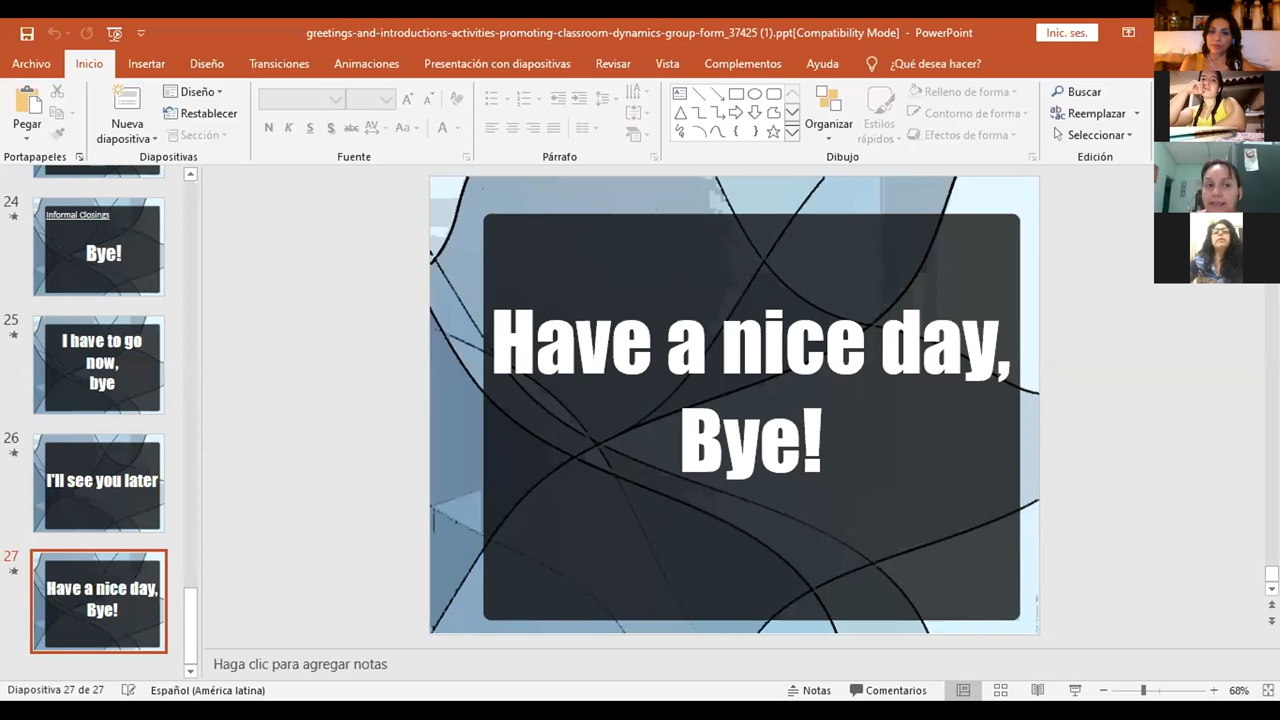 greetings-and-introductions-activities-promoting-classroom-dynamics-group-form_37425 (1).ppt[Compatibility Mode] - PowerPoint
Inic. ses.
Archivo Inicio Insertar Diseño Transiciones Animaciones Presentación con diapositivas Revisar Vista Complementos Ayuda ¿Qué desea hacer?
Pegar
Nueva
diapositiva
Diseño
Restablecer
Sección
N K S abc AV Aa A
Organizar
Estilos
rápidos
Relleno de forma
Contorno de forma
Efectos de forma
Buscar
Reemplazar
Seleccionar
Portapapeles Diapositivas Fuente Párrafo Dibujo Edición
24
Informal Closings
Bye!
25
I have to go
now,
bye
26
I'll see you later
27
Have a nice day,
Bye!
Have a nice day,
Bye!
Haga clic para agregar notas
Diapositiva 27 de 27 Español (América latina) Notas Comentarios 68%